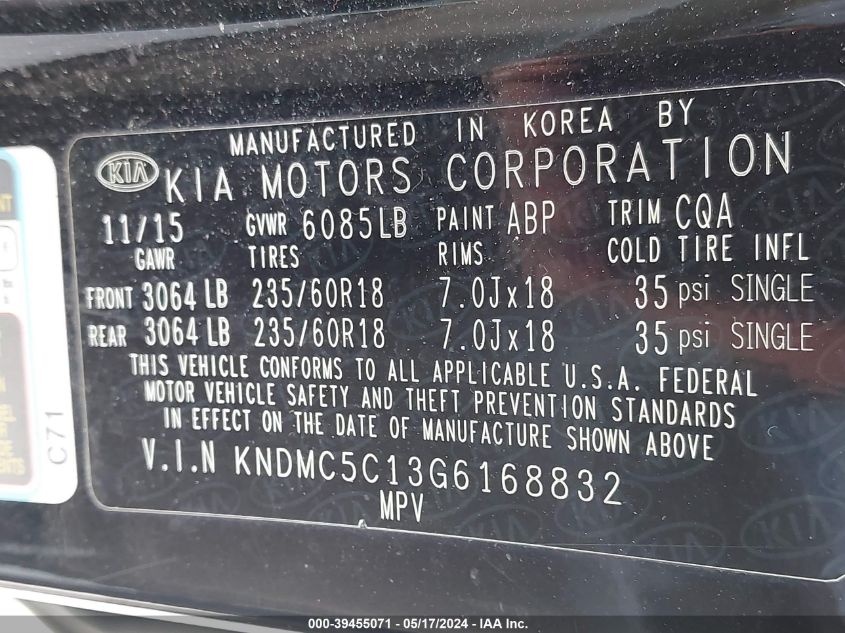 MANUFACTURED IN KOREA BY
KIA KIA MOTORS CORPORATION
11/15 GVWR 6085LB PAINT ABP TRIM CQA
GAWR TIRES RIMS COLD TIRE INFL
FRONT 3064 LB 235/60R18 7.0Jx18 35 psi SINGLE
REAR 3064 LB 235/60R18 7.0Jx18 35 psi SINGLE
THIS VEHICLE CONFORMS TO ALL APPLICABLE U.S.A. FEDERAL
MOTOR VEHICLE SAFETY AND THEFT PREVENTION STANDARDS
IN EFFECT ON THE DATE OF MANUFACTURE SHOWN ABOVE
V.I.N KNDMC5C13G6168832
MPV
C71
000-39455071 - 05/17/2024 - IAA Inc.